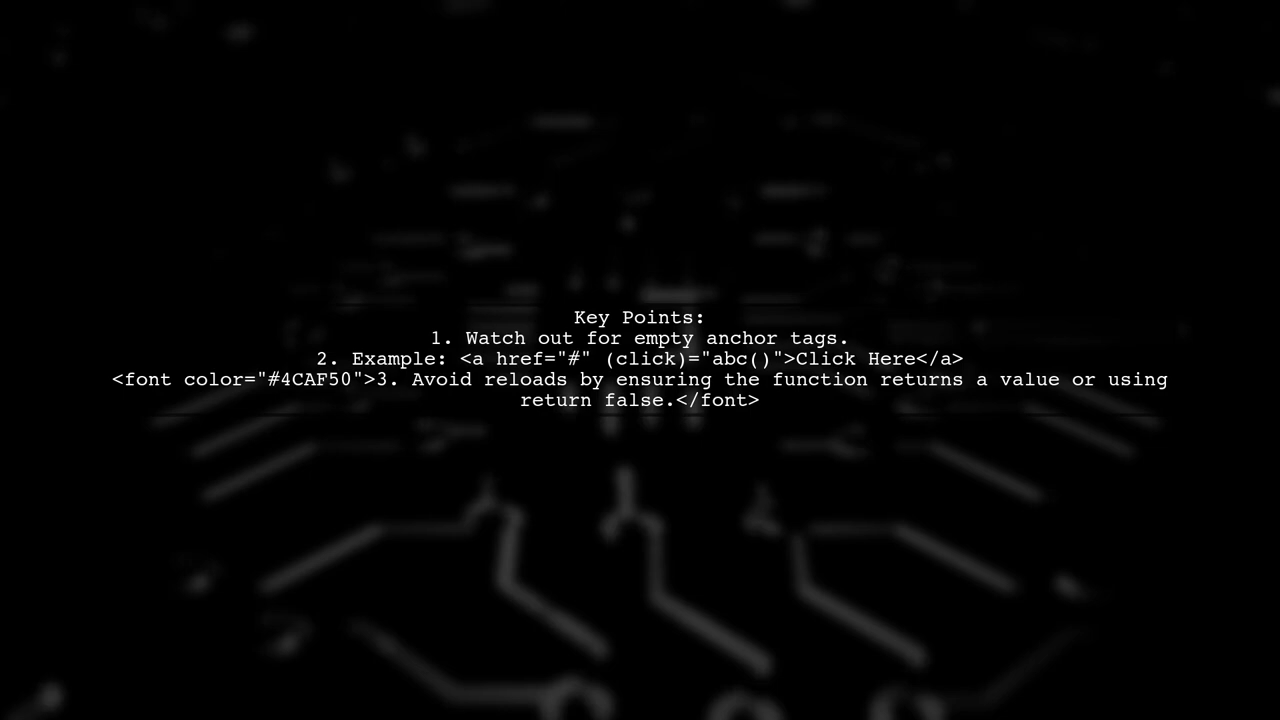 Key Points:
1. Watch out for empty anchor tags.
2. Example: <a href="#" (click)="abc()">Click Here</a>
<font color="#4CAF50">3. Avoid reloads by ensuring the function returns a value or using
return false.</font>